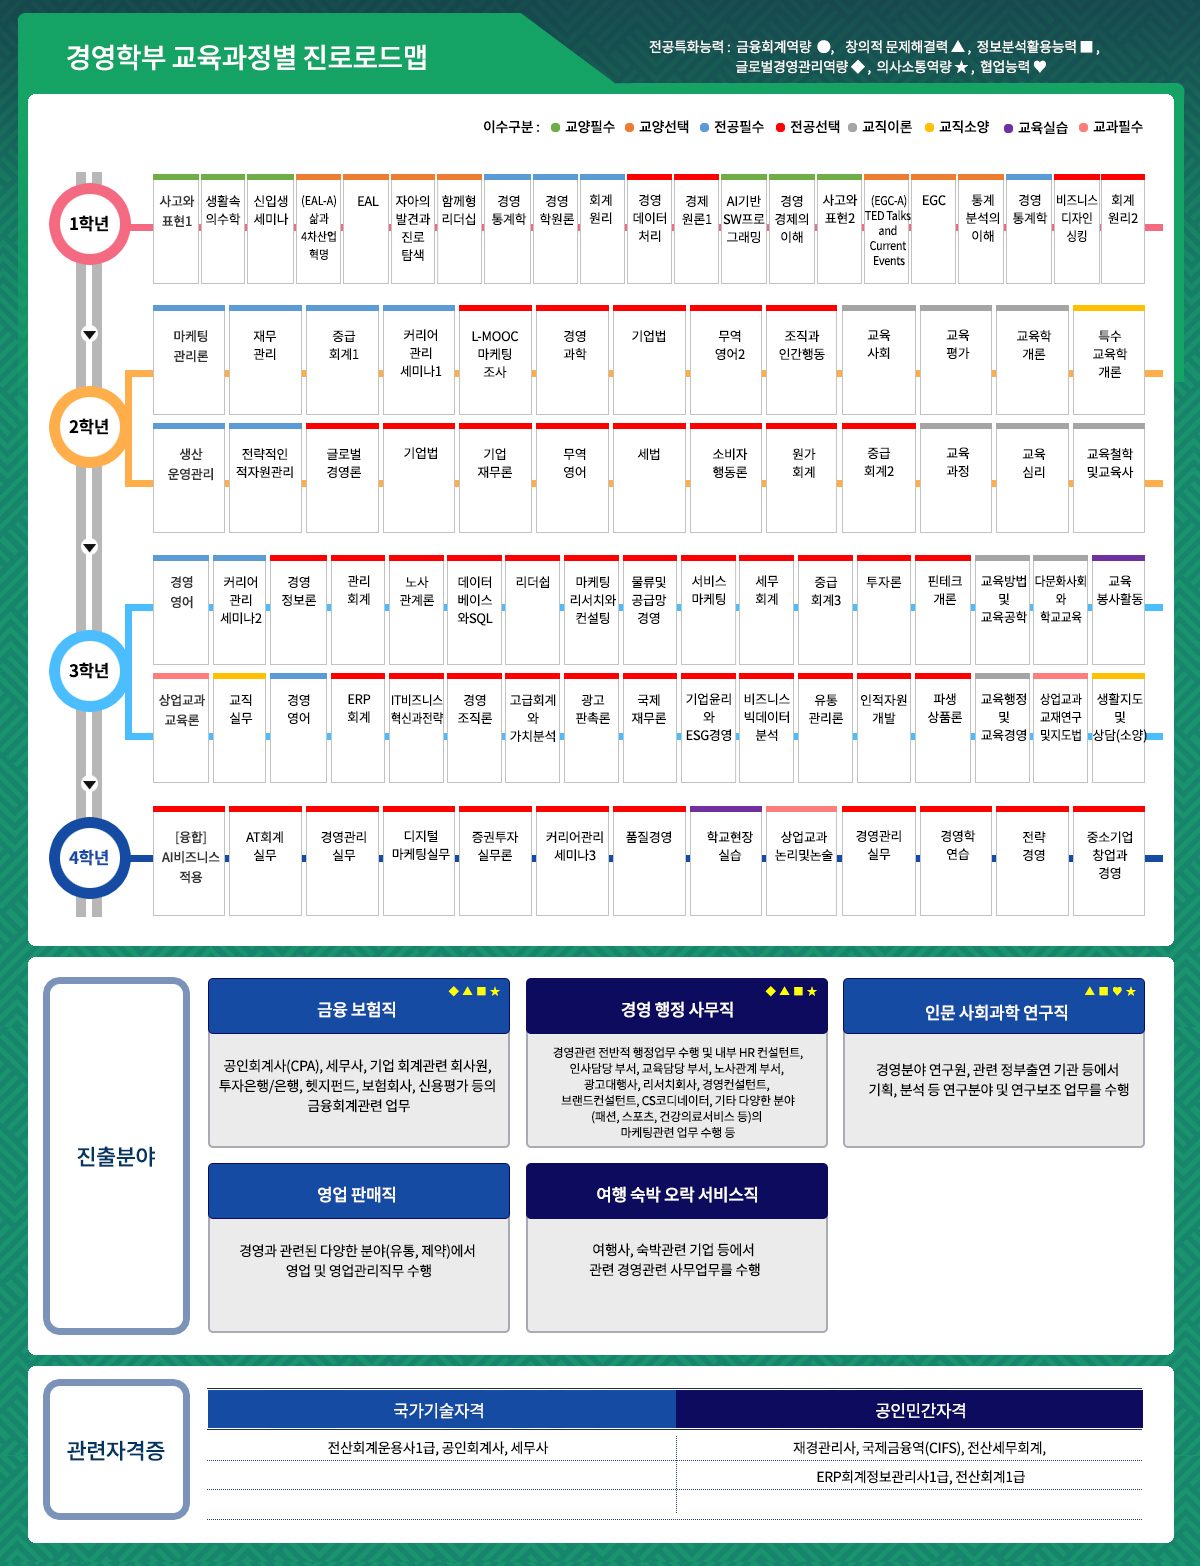 경영학부 교육과정별 진로로드맵
전공특화능력 : 금융회계역량 ●, 창의적 문제해결력 ▲, 정보분석활용능력 ■,
글로벌경영관리역량 ◆, 의사소통역량 ★, 협업능력 ♥
이수구분 : 교양필수 교양선택 전공필수 전공선택 교직이론 교직소양 교육실습 교과필수
1학년
사고와
표현1
생활속
의수학
신입생
세미나
(EAL-A)
삶과
4차산업
혁명
EAL
자아의
발견과
진로
탐색
함께형
리더십
경영
통계학
경영
학원론
회계
원리
경영
데이터
처리
경제
원론1
AI기반
SW프로
그래밍
경영
경제의
이해
사고와
표현2
(EGC-A)
TED Talks
and
Current
Events
EGC
통계
분석의
이해
경영
통계학
비즈니스
디자인
싱킹
회계
원리2
2학년
마케팅
관리론
재무
관리
중급
회계1
커리어
관리
세미나1
L-MOOC
마케팅
조사
경영
과학
기업법
무역
영어2
조직과
인간행동
교육
사회
교육
평가
교육학
개론
특수
교육학
개론
생산
운영관리
전략적인
적자원관리
글로벌
경영론
기업법
기업
재무론
무역
영어
세법
소비자
행동론
원가
회계
중급
회계2
교육
과정
교육
심리
교육철학
및교육사
3학년
경영
영어
커리어
관리
세미나2
경영
정보론
관리
회계
노사
관계론
데이터
베이스
와SQL
리더쉽
마케팅
리서치와
컨설팅
물류및
공급망
경영
서비스
마케팅
세무
회계
중급
회계3
투자론
핀테크
개론
교육방법
및
교육공학
다문화사회
와
학교교육
교육
봉사활동
상업교과
교육론
교직
실무
경영
영어
ERP
회계
IT비즈니스
혁신과전략
경영
조직론
고급회계
와
가치분석
광고
판촉론
국제
재무론
기업윤리
와
ESG경영
비즈니스
빅데이터
분석
유통
관리론
인적자원
개발
파생
상품론
교육행정
및
교육경영
상업교과
교재연구
및지도법
생활지도
및
상담(소양)
4학년
[융합]
AI비즈니스
적용
AT회계
실무
경영관리
실무
디지털
마케팅실무
증권투자
실무론
커리어관리
세미나3
품질경영
학교현장
실습
상업교과
논리및논술
경영관리
실무
경영학
연습
전략
경영
중소기업
창업과
경영
진출분야
◆▲■★
금융 보험직
공인회계사(CPA), 세무사, 기업 회계관련 회사원,
투자은행/은행, 헷지펀드, 보험회사, 신용평가 등의
금융회계관련 업무
◆▲■★
경영 행정 사무직
경영관련 전반적 행정업무 수행 및 내부 HR 컨설턴트,
인사담당 부서, 교육담당 부서, 노사관계 부서,
광고대행사, 리서치회사, 경영컨설턴트,
브랜드컨설턴트, CS코디네이터, 기타 다양한 분야
(패션, 스포츠, 건강의료서비스 등)의
마케팅관련 업무 수행 등
▲■♥★
인문 사회과학 연구직
경영분야 연구원, 관련 정부출연 기관 등에서
기획, 분석 등 연구분야 및 연구보조 업무를 수행
영업 판매직
경영과 관련된 다양한 분야(유통, 제약)에서
영업 및 영업관리직무 수행
여행 숙박 오락 서비스직
여행사, 숙박관련 기업 등에서
관련 경영관련 사무업무를 수행
관련자격증
국가기술자격
공인민간자격
전산회계운용사1급, 공인회계사, 세무사
재경관리사, 국제금융역(CIFS), 전산세무회계,
ERP회계정보관리사1급, 전산회계1급